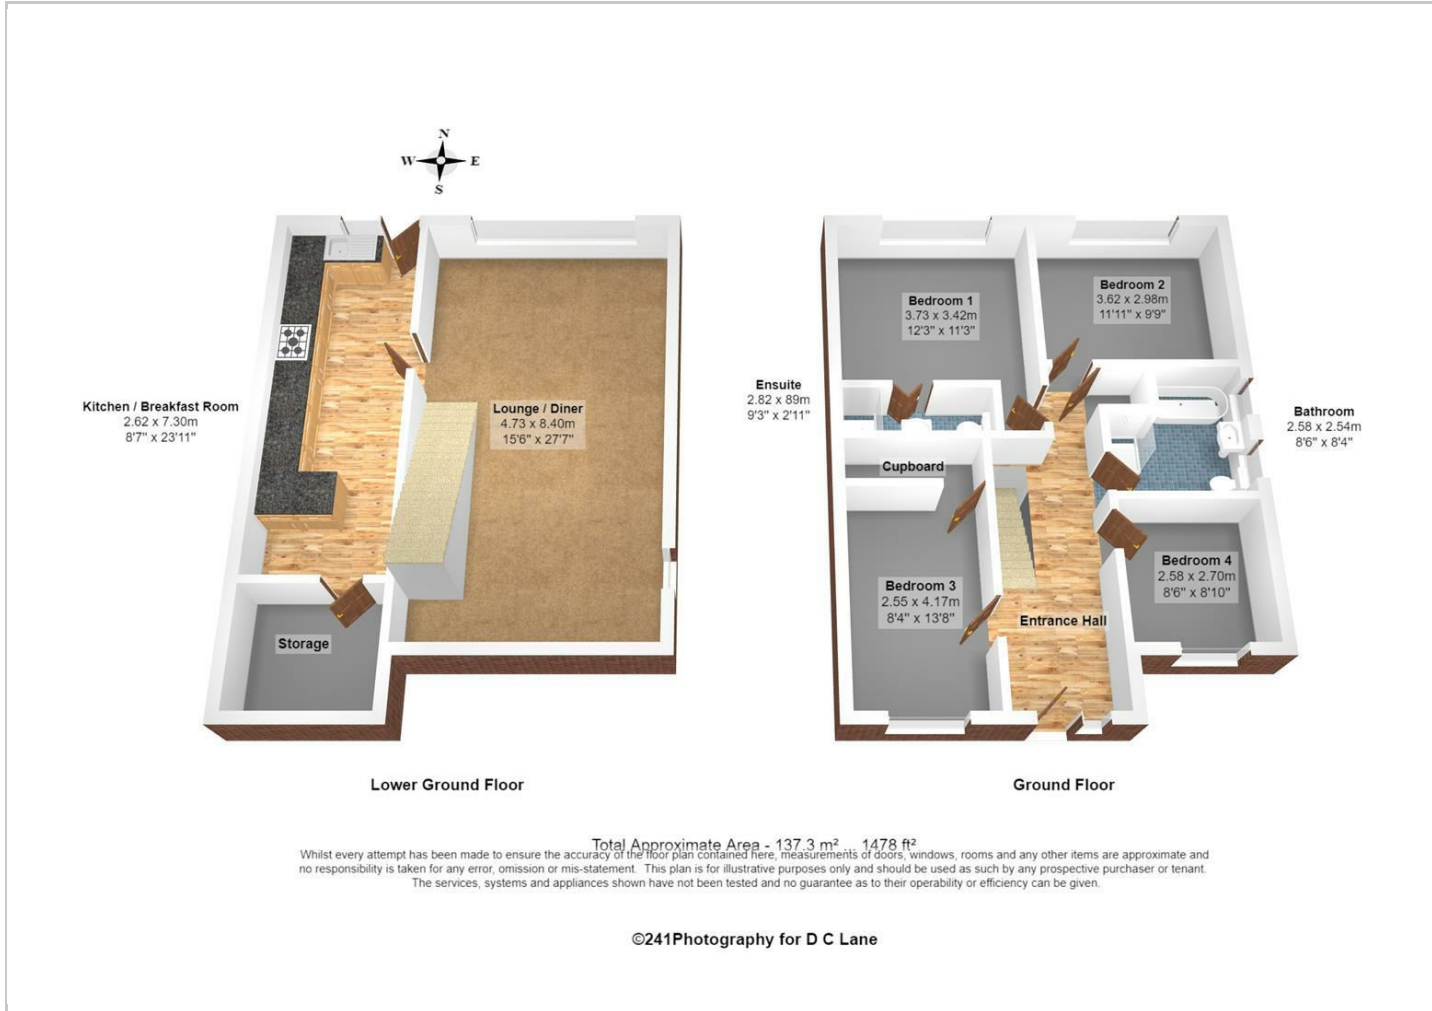 N
W E
S
Kitchen / Breakfast Room
2.62 x 7.30m
8'7" x 23'11"
Lounge / Diner
4.73 x 8.40m
15'6" x 27'7"
Storage
Lower Ground Floor
Bedroom 1
3.73 x 3.42m
12'3" x 11'3"
Bedroom 2
3.62 x 2.98m
11'11" x 9'9"
Ensuite
2.82 x 89m
9'3" x 2'11"
Bathroom
2.58 x 2.54m
8'6" x 8'4"
Cupboard
Bedroom 3
2.55 x 4.17m
8'4" x 13'8"
Bedroom 4
2.58 x 2.70m
8'6" x 8'10"
Entrance Hall
Ground Floor
Total Approximate Area - 137.3 m² ... 1478 ft²
Whilst every attempt has been made to ensure the accuracy of the floor plan contained here, measurements of doors, windows, rooms and any other items are approximate and
no responsibility is taken for any error, omission or mis-statement. This plan is for illustrative purposes only and should be used as such by any prospective purchaser or tenant.
The services, systems and appliances shown have not been tested and no guarantee as to their operability or efficiency can be given.
©241Photography for D C Lane